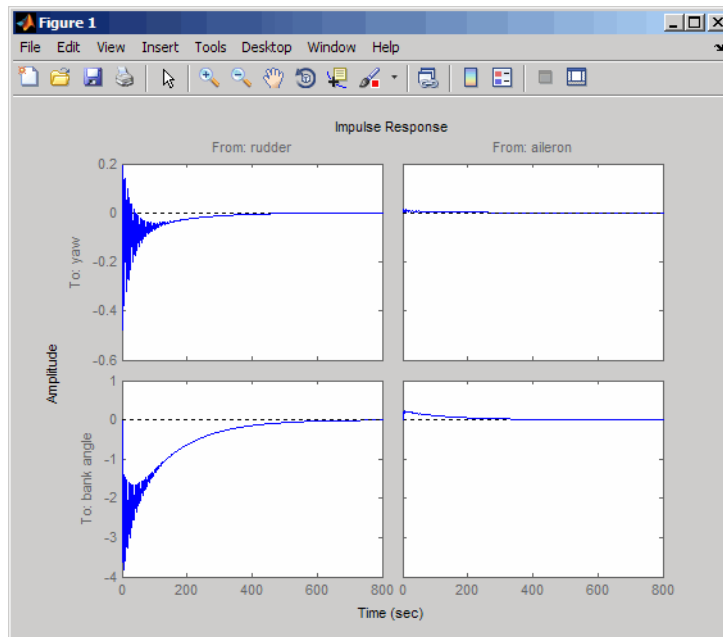 Figure 1
File Edit View Insert Tools Desktop Window Help
Impulse Response
From: rudder From: aileron
0.2
0
-0.2
-0.4
-0.6
To: yaw
Amplitude
1
0
-1
-2
-3
-4
To: bank angle
0 200 400 600 800 0 200 400 600 800
Time (sec)